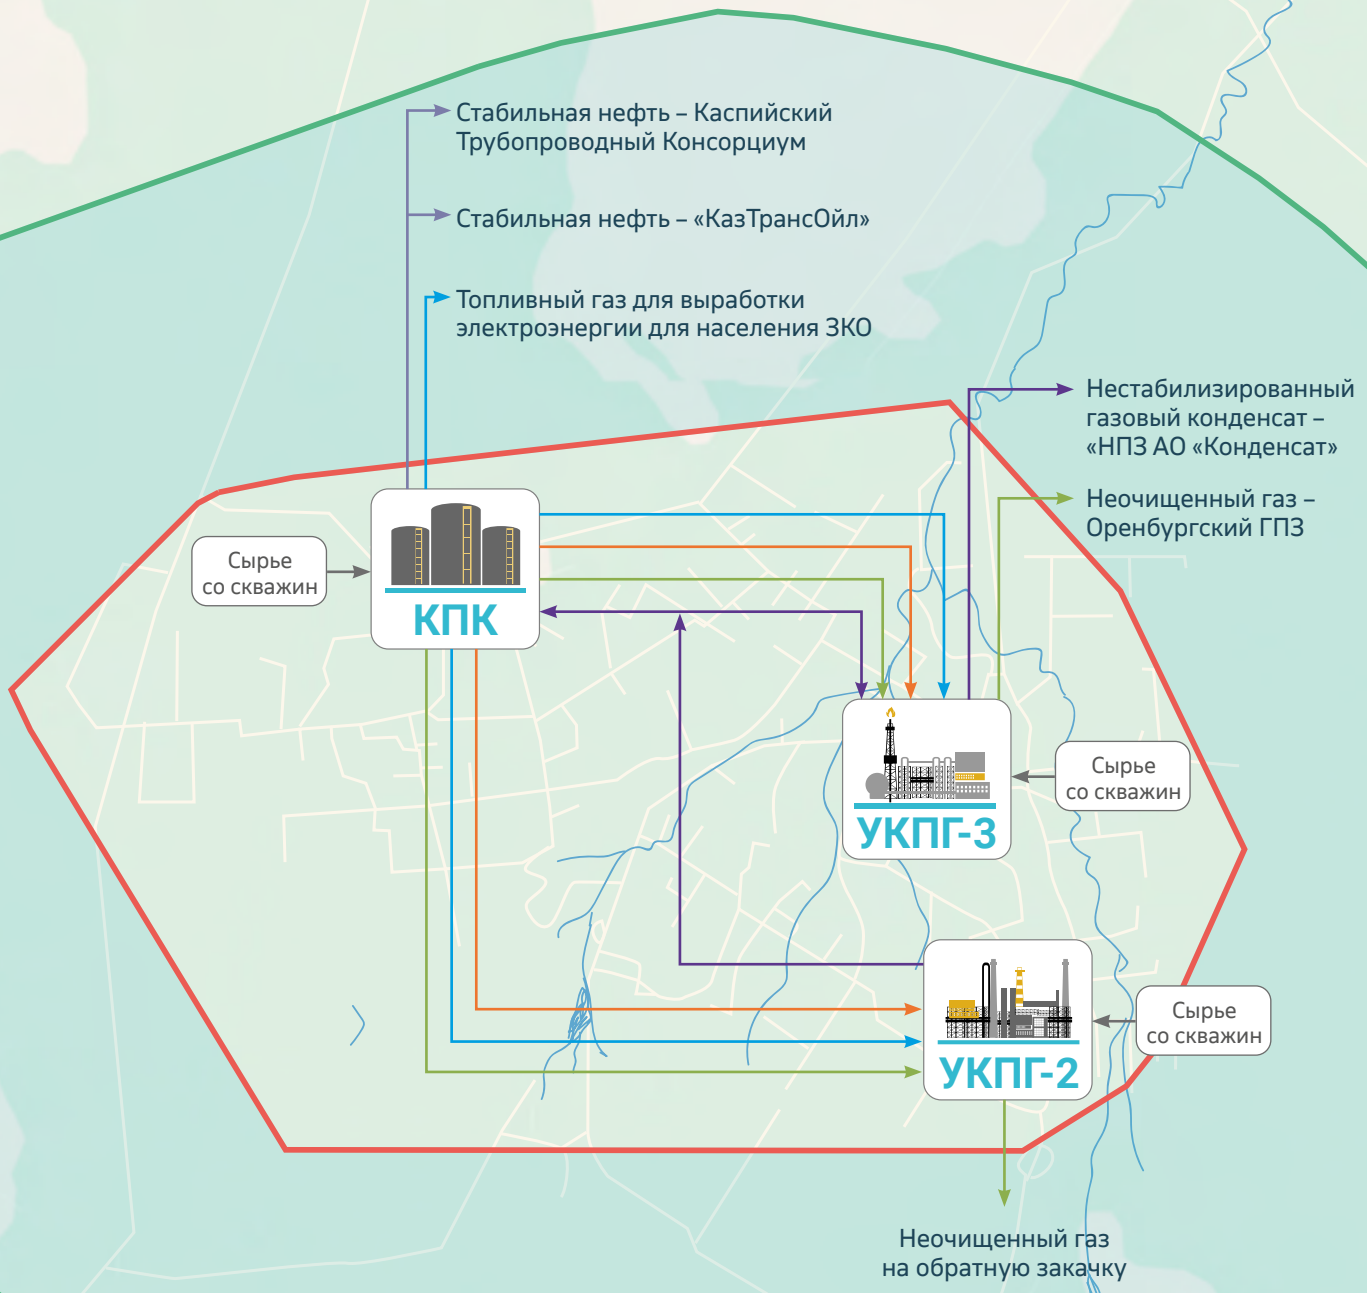 Стабильная нефть – Каспийский
Трубопроводный Консорциум
Стабильная нефть – «КазТрансОйл»
Топливный газ для выработки
электроэнергии для населения ЗКО
Нестабилизированный
газовый конденсат –
«НПЗ АО «Конденсат»
Неочищенный газ –
Оренбургский ГПЗ
Сырье
со скважин
КПК
УКПГ-3
Сырье
со скважин
УКПГ-2
Сырье
со скважин
Неочищенный газ
на обратную закачку